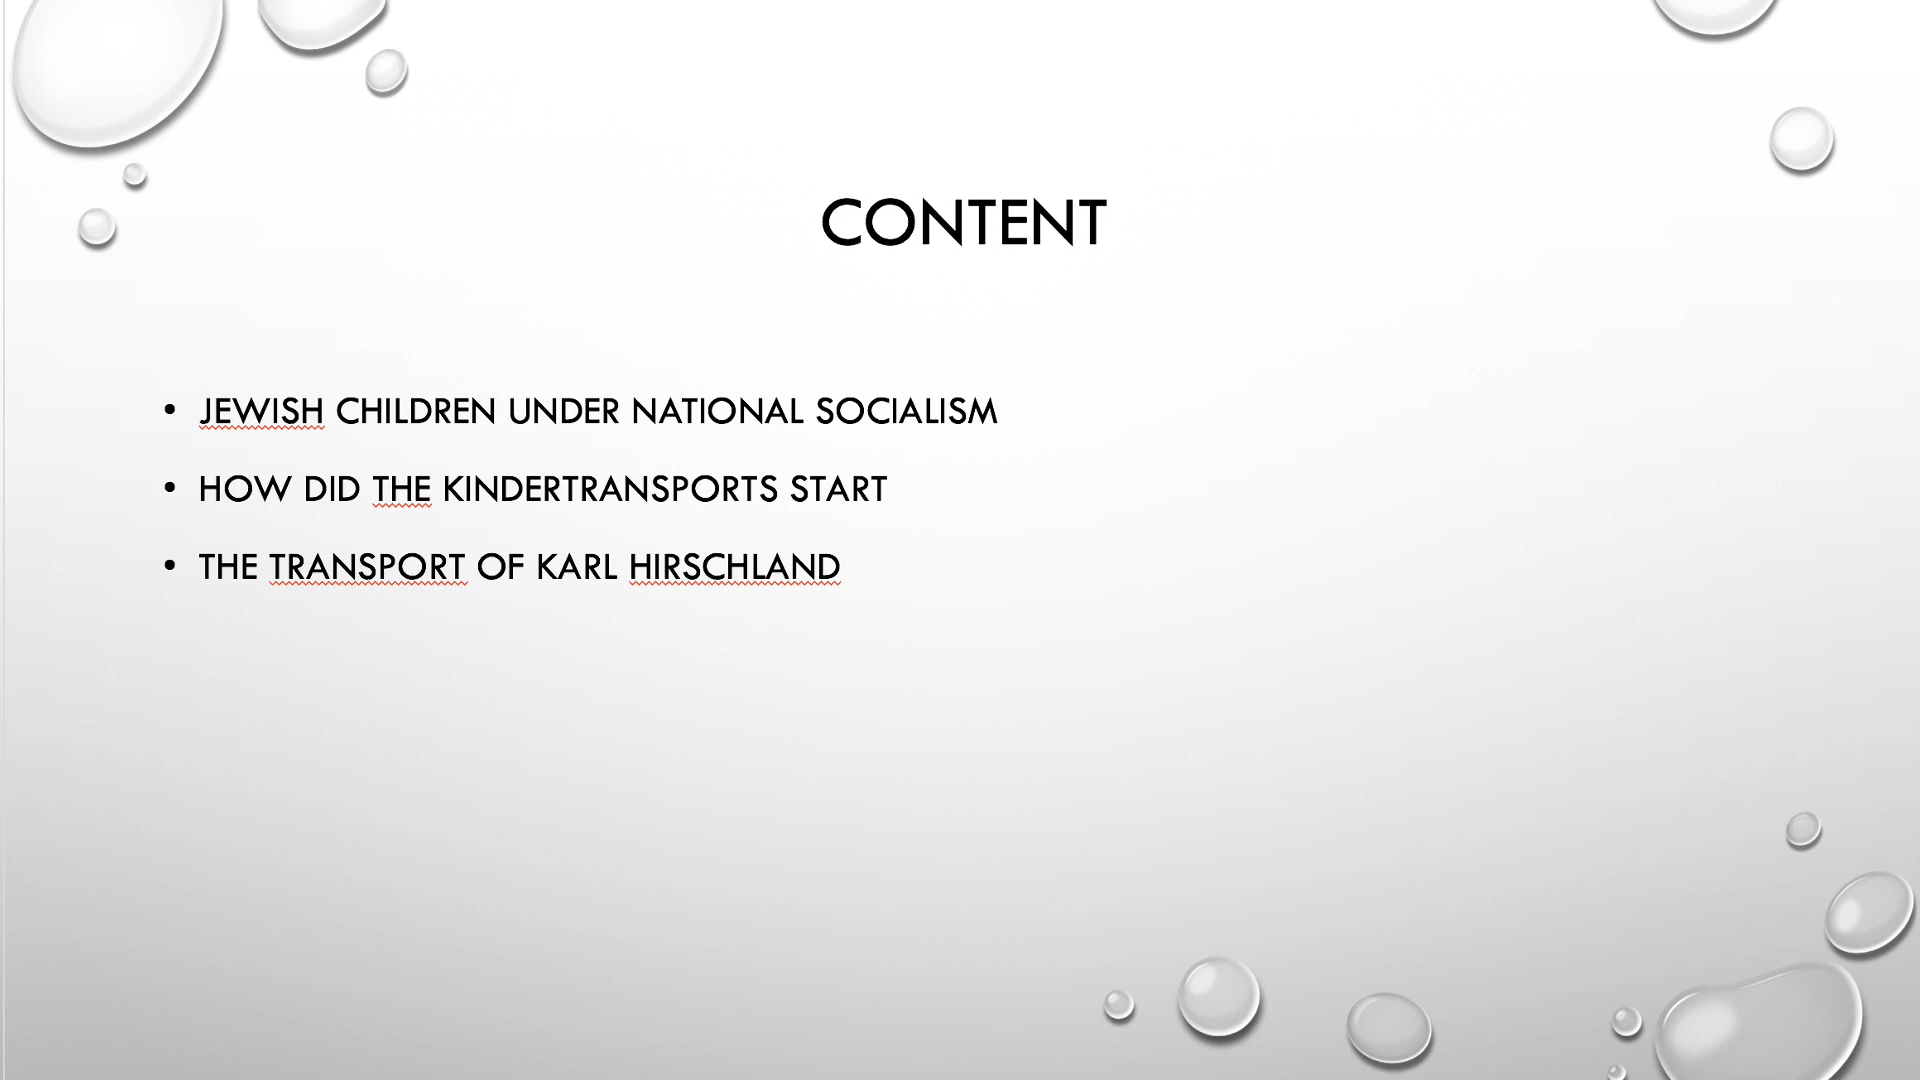 CONTENT
• JEWISH CHILDREN UNDER NATIONAL SOCIALISM
• HOW DID THE KINDERTRANSPORTS START
• THE TRANSPORT OF KARL HIRSCHLAND